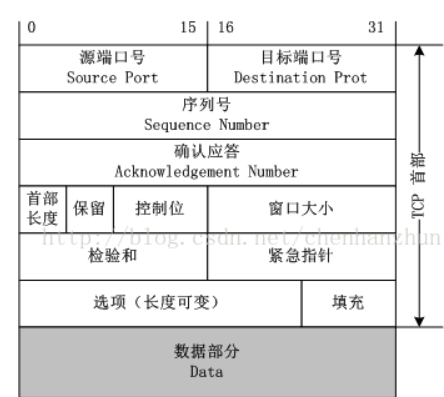 0 15 16 31
源端口号 目标端口号
Source Port Destination Prot
序列号
Sequence Number
确认应答
Acknowledgement Number
首部 保留 控制位 窗口大小
长度
http://blog.csdn.net/chenhanzhun
检验和 紧急指针
选项（长度可变） 填充
数据部分
Data
TCP 首部